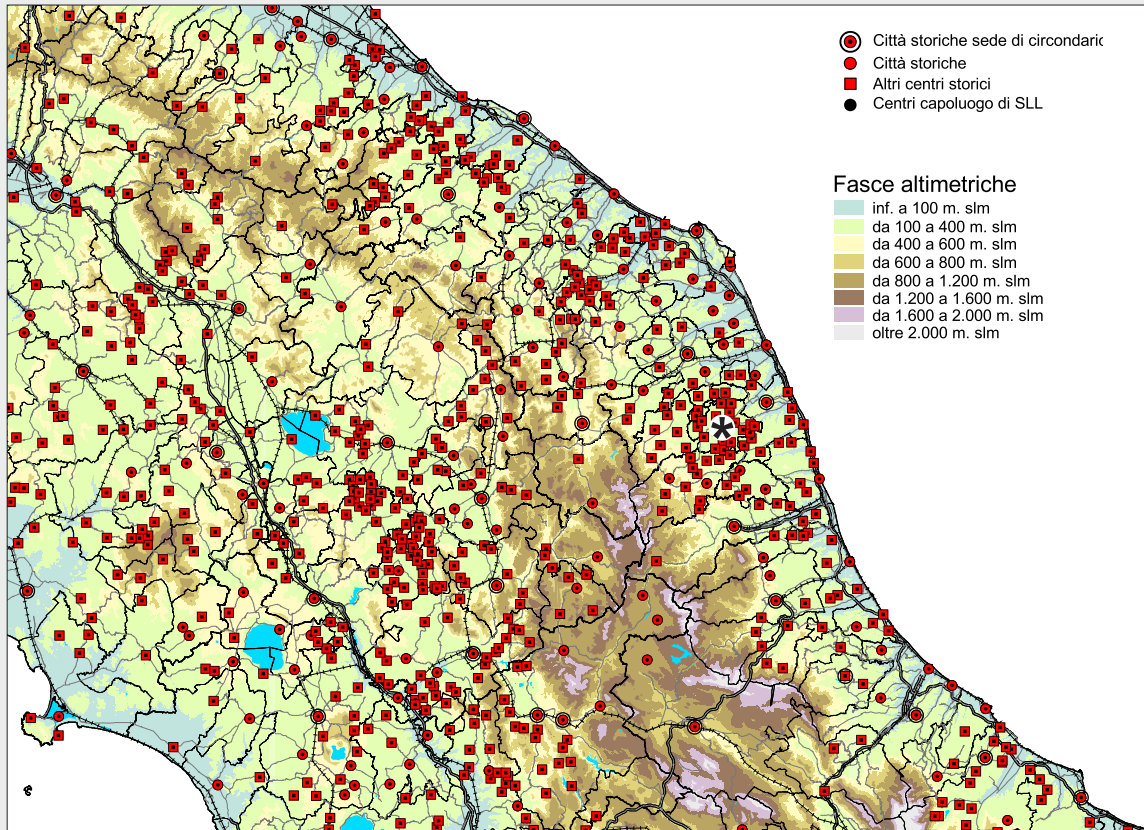 Città storiche sede di circondaric
Città storiche
Altri centri storici
Centri capoluogo di SLL
Fasce altimetriche
inf. a 100 m. slm
da 100 a 400 m. slm
da 400 a 600 m. slm
da 600 a 800 m. slm
da 800 a 1.200 m. slm
da 1.200 a 1.600 m. slm
da 1.600 a 2.000 m. slm
oltre 2.000 m. slm